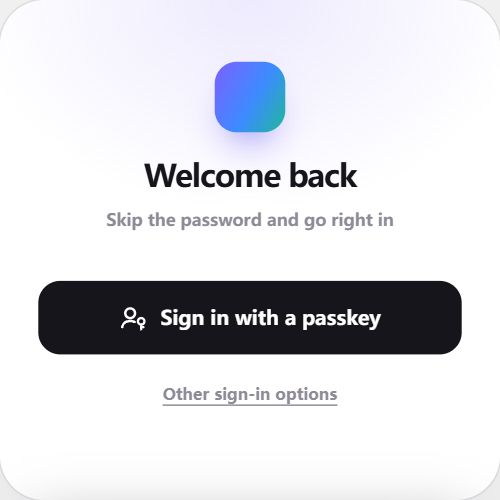 Welcome back
Skip the password and go right in
Sign in with a passkey
Other sign-in options